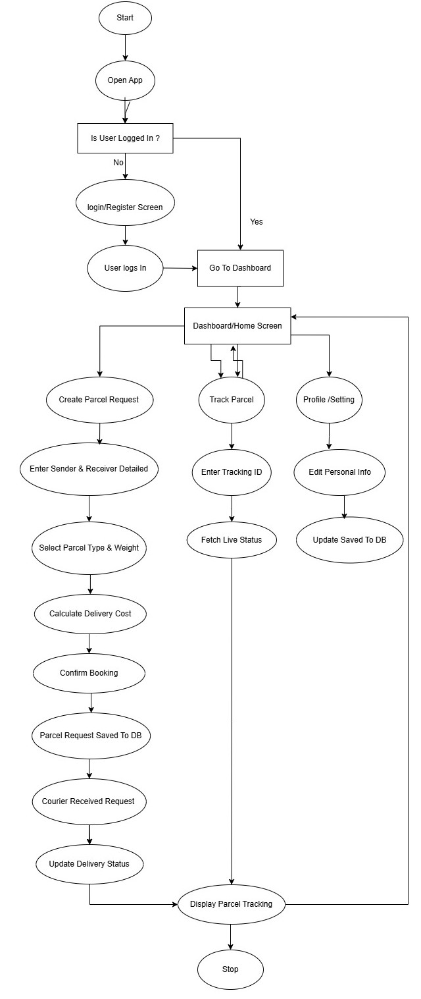 Start
Open App
Is User Logged In ?
No
login/Register Screen
Yes
User logs In
Go To Dashboard
Dashboard/Home Screen
Create Parcel Request
Track Parcel
Profile /Setting
Enter Sender & Receiver Detailed
Enter Tracking ID
Edit Personal Info
Select Parcel Type & Weight
Fetch Live Status
Update Saved To DB
Calculate Delivery Cost
Confirm Booking
Parcel Request Saved To DB
Courier Received Request
Update Delivery Status
Display Parcel Tracking
Stop